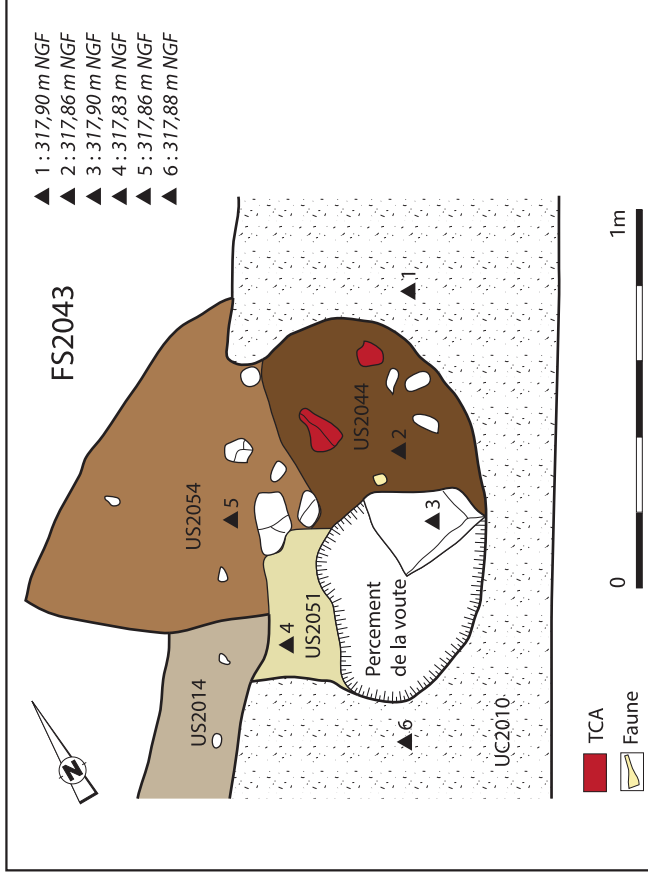 FS2043
▲ 1 : 317,90 m NGF
▲ 2 : 317,86 m NGF
▲ 3 : 317,90 m NGF
▲ 4 : 317,83 m NGF
▲ 5 : 317,86 m NGF
▲ 6 : 317,88 m NGF
US2054
▲ 5
US2014
▲ 4
US2051
US2044
▲ 2
▲ 1
▲ 3
Percement
de la voute
▲ 6
UC2010
N
TCA
Faune
0
1m